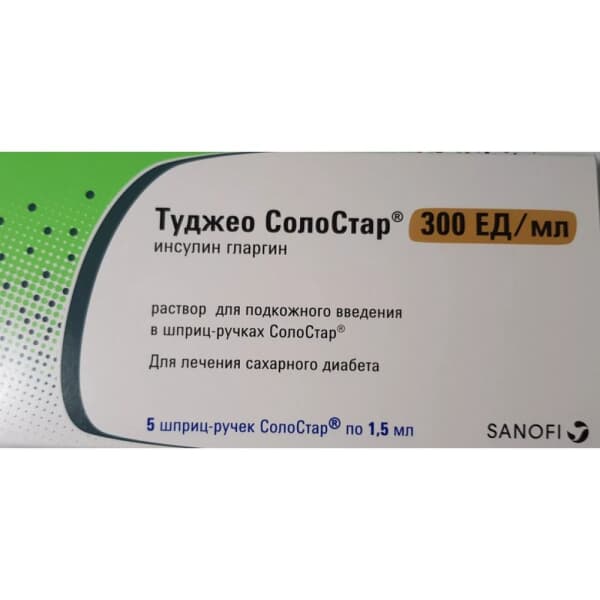 Туджео СолоСтар® 300 ЕД/мл
инсулин гларгин
раствор для подкожного введения
в шприц-ручках СолоСтар®
Для лечения сахарного диабета
5 шприц-ручек СолоСтар® по 1,5 мл
SANOFI